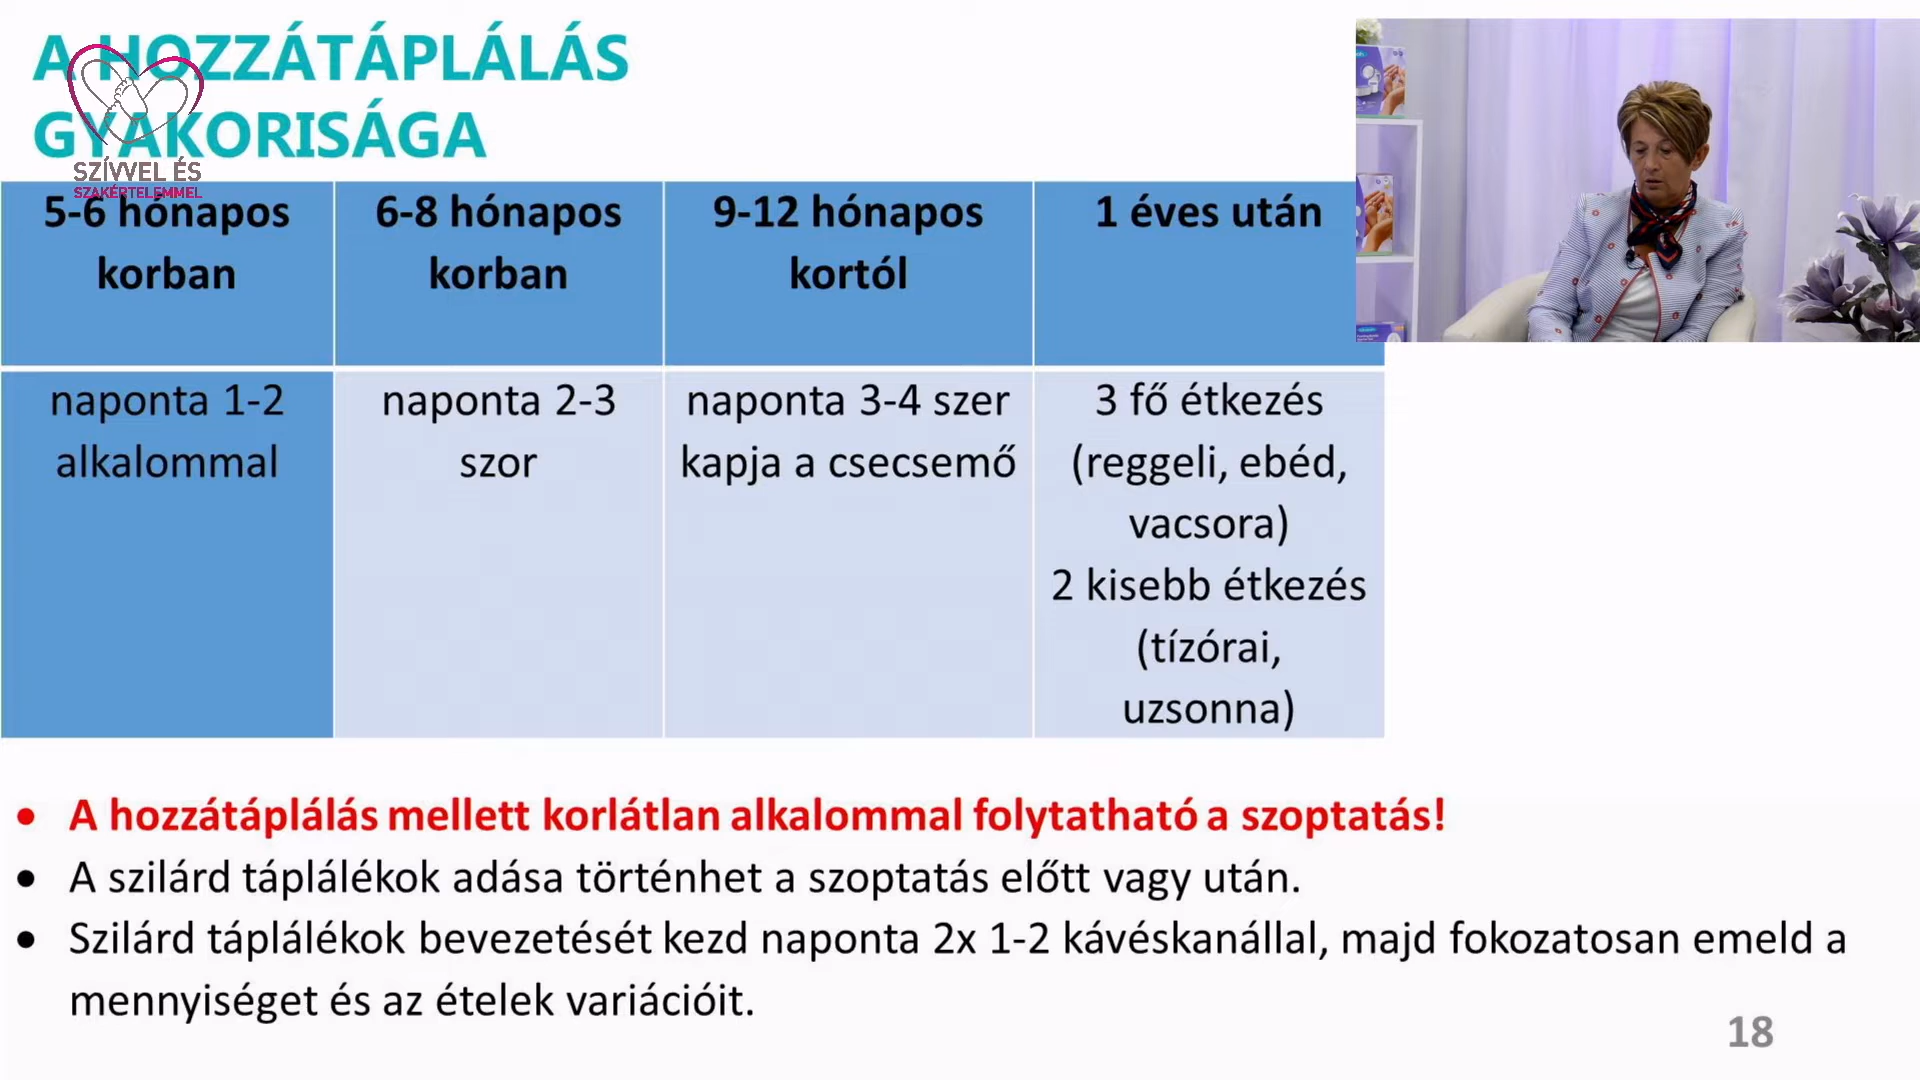 A HOZZÁTÁPLÁLÁS
GYAKORISÁGA
SZÍVVEL ÉS
SZAKÉRTELEMMEL
5-6 hónapos
korban
6-8 hónapos
korban
9-12 hónapos
kortól
1 éves után
naponta 1-2
alkalommal
naponta 2-3
szor
naponta 3-4 szer
kapja a csecsemő
3 fő étkezés
(reggeli, ebéd,
vacsora)
2 kisebb étkezés
(tízórai,
uzsonna)
• A hozzátáplálás mellett korlátlan alkalommal folytatható a szoptatás!
• A szilárd táplálékok adása történhet a szoptatás előtt vagy után.
• Szilárd táplálékok bevezetését kezd naponta 2x 1-2 kávéskanállal, majd fokozatosan emeld a
mennyiséget és az ételek variációit.
18